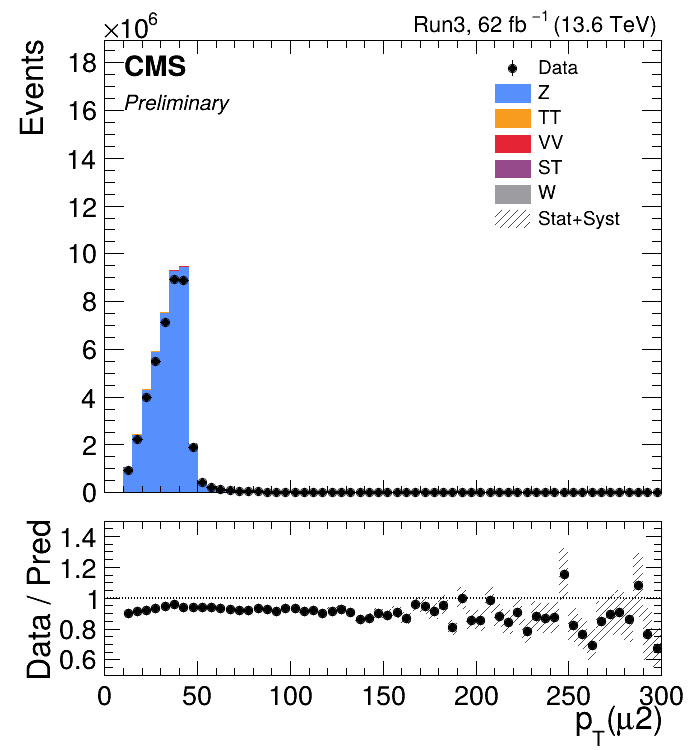 ×10⁶
Run3, 62 fb⁻¹ (13.6 TeV)
CMS
Preliminary
Events
18
16
14
12
10
8
6
4
2
0
Data
Z
TT
VV
ST
W
Stat+Syst
Data / Pred
1.4
1.2
1
0.8
0.6
0 50 100 150 200 250 300
p_T(μ2)